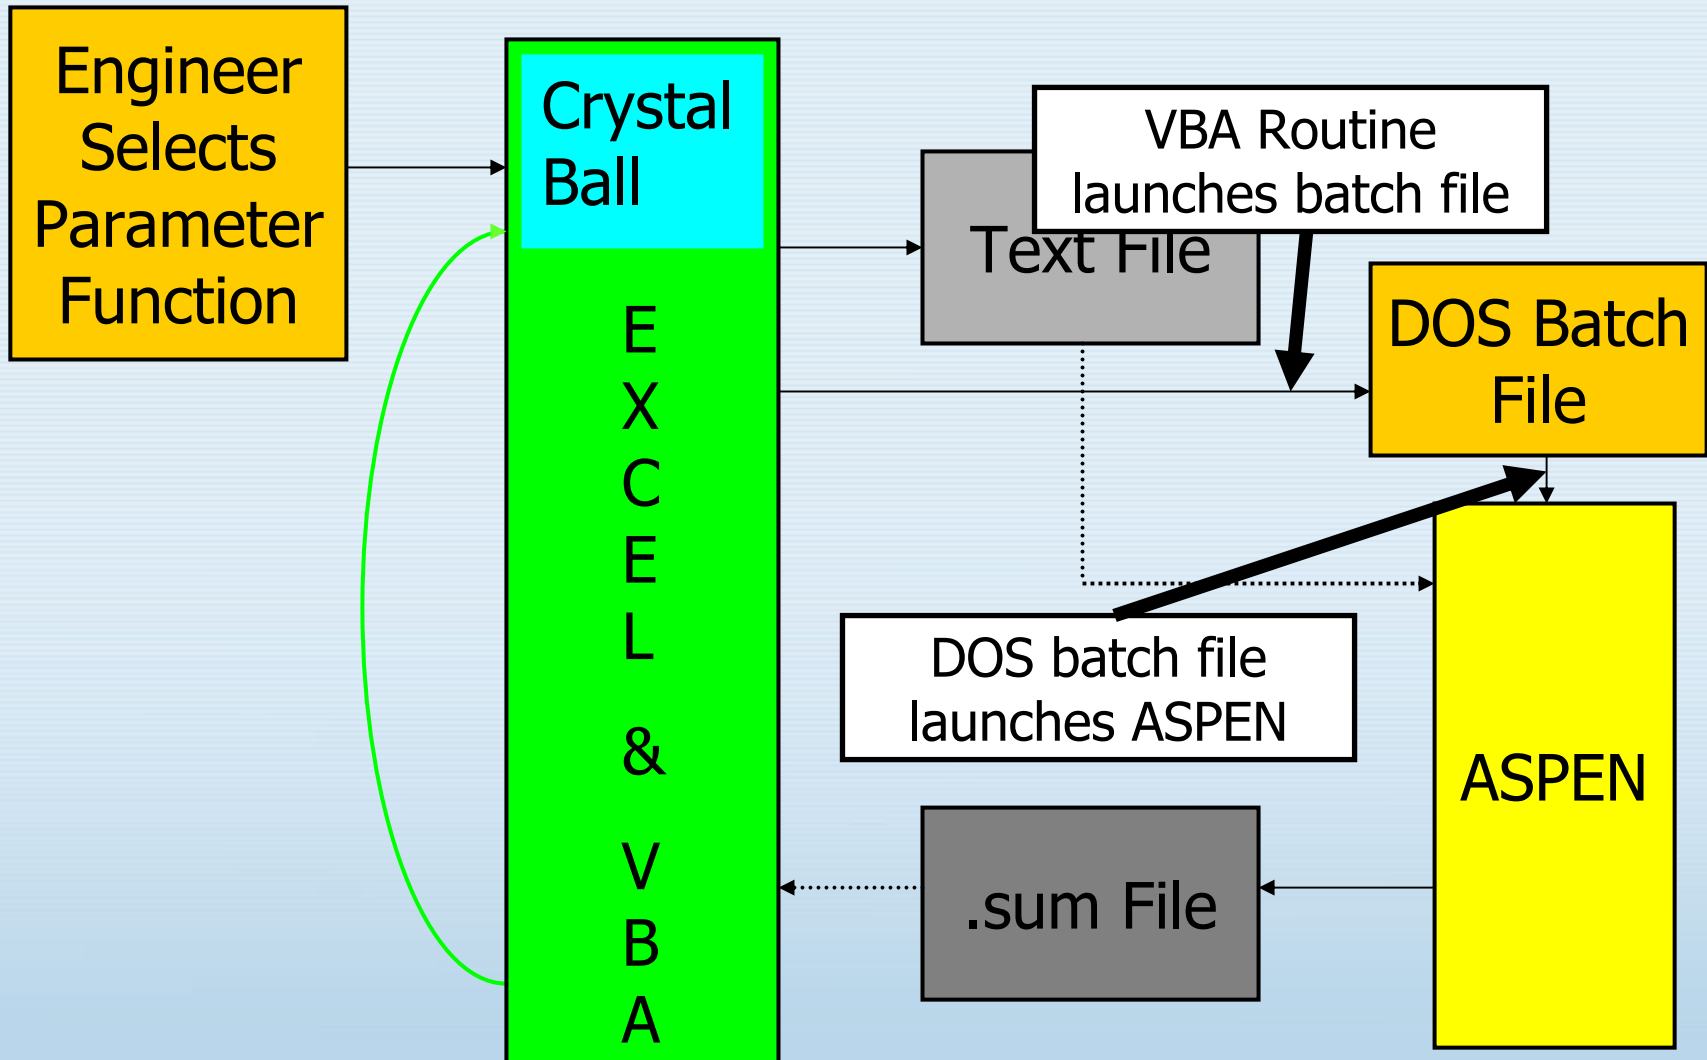 Engineer
Selects
Parameter
Function
Crystal
Ball
E
X
C
E
L
&
V
B
A
VBA Routine
launches batch file
Text File
DOS Batch
File
DOS batch file
launches ASPEN
ASPEN
.sum File